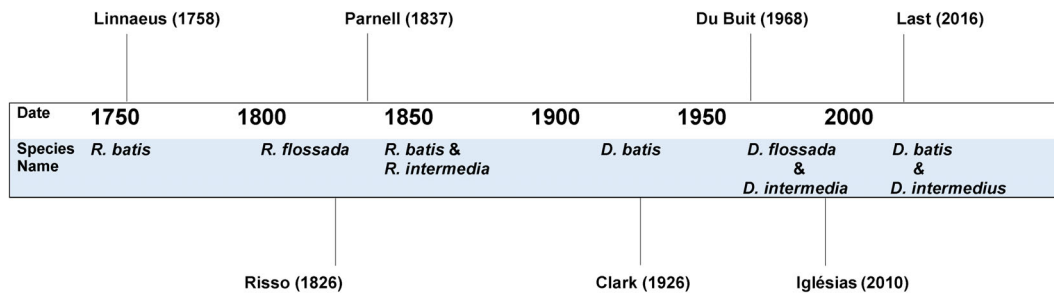 Linnaeus (1758) Parnell (1837) Du Buit (1968) Last (2016)
Date 1750 1800 1850 1900 1950 2000
Species Name R. batis R. flossada R. batis & R. intermedia D. batis D. flossada & D. intermedia D. batis & D. intermedius
Risso (1826) Clark (1926) Iglésias (2010)